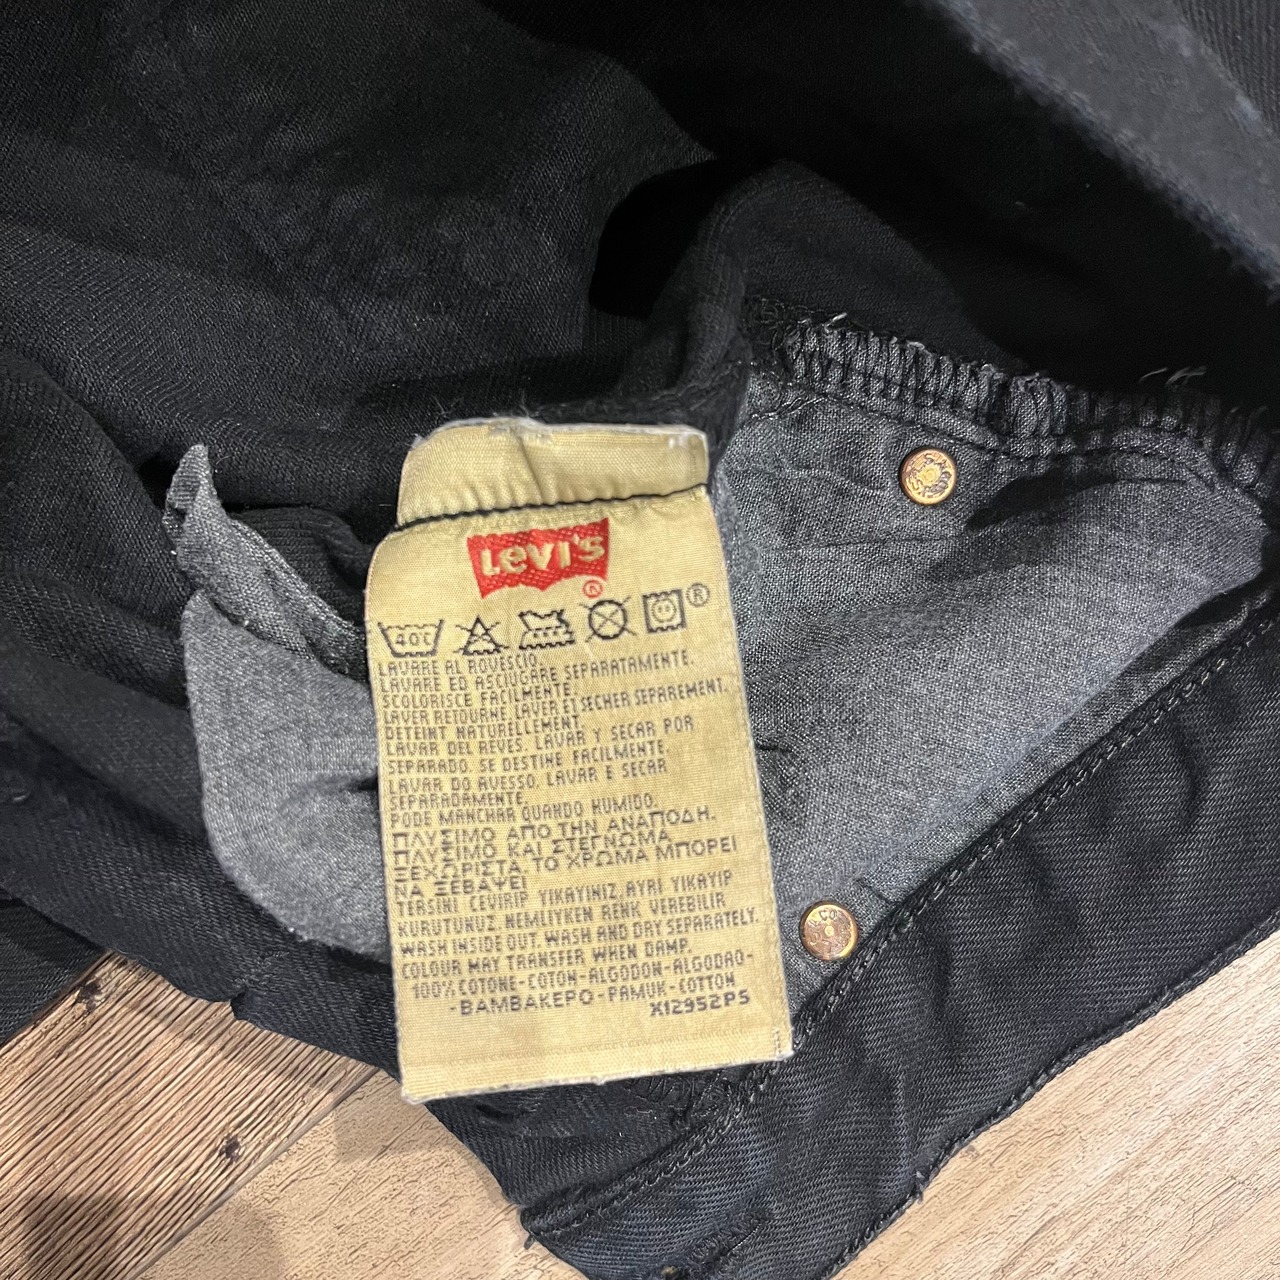 Levi's
®
40C
®
LAVARE AL ROVESCIO.
LAVARE ED ASCIUGARE SEPARATAMENTE.
SCOLORISCE FACILMENTE.
LAVER RETOURNE LAVER ET SECHER SEPAREMENT.
DETEINT NATURELLEMENT.
LAVAR DEL REVES. LAVAR Y SECAR POR
SEPARADO. SE DESTINE FACILMENTE.
LAVAR DO AVESSO. LAVAR E SECAR
SEPARADAMENTE.
PODE MANCHAR QUANDO HUMIDO.
ΠΛΥΣΙΜΟ ΑΠΟ ΤΗΝ ΑΝΑΠΟΔΗ.
ΠΛΥΣΙΜΟ ΚΑΙ ΣΤΕΓΝΩΜΑ
ΞΕΧΩΡΙΣΤΑ. ΤΟ ΧΡΩΜΑ ΜΠΟΡΕΙ
ΝΑ ΞΕΒΑΨΕΙ
TERSINI CEVIRIP YIKAYINIZ. AYRI YIKAYIP
KURUTUNUZ. NEMLIYKEN RENK VEREBILIR
WASH INSIDE OUT. WASH AND DRY SEPARATELY.
COLOUR MAY TRANSFER WHEN DAMP.
100% COTONE-COTON-ALGODON-ALGODAO-
-ΒΑΜΒΑΚΕΡΟ-PAMUK-COTTON
X12952PS